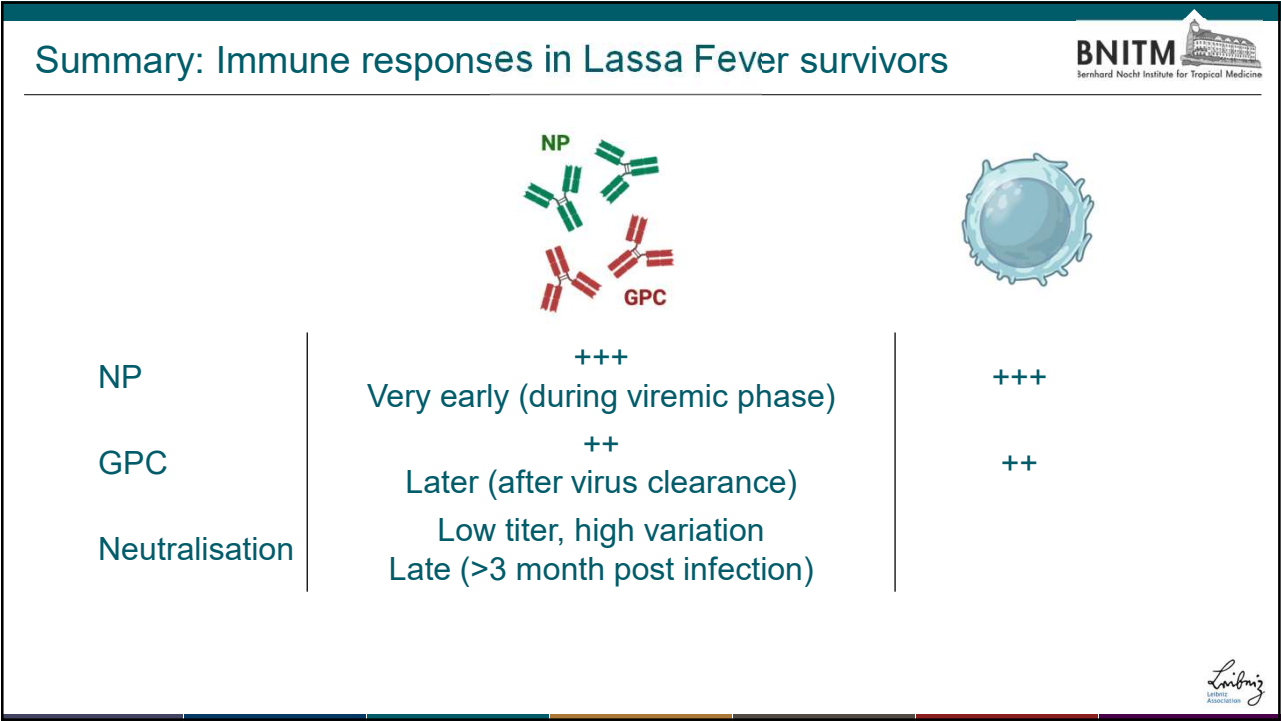 Summary: Immune responses in Lassa Fever survivors
BNITM
Bernhard Nocht Institute for Tropical Medicine
NP
GPC
NP
+++
Very early (during viremic phase)
+++
GPC
++
Later (after virus clearance)
++
Neutralisation
Low titer, high variation
Late (>3 month post infection)
Leibniz
Leibniz
Association